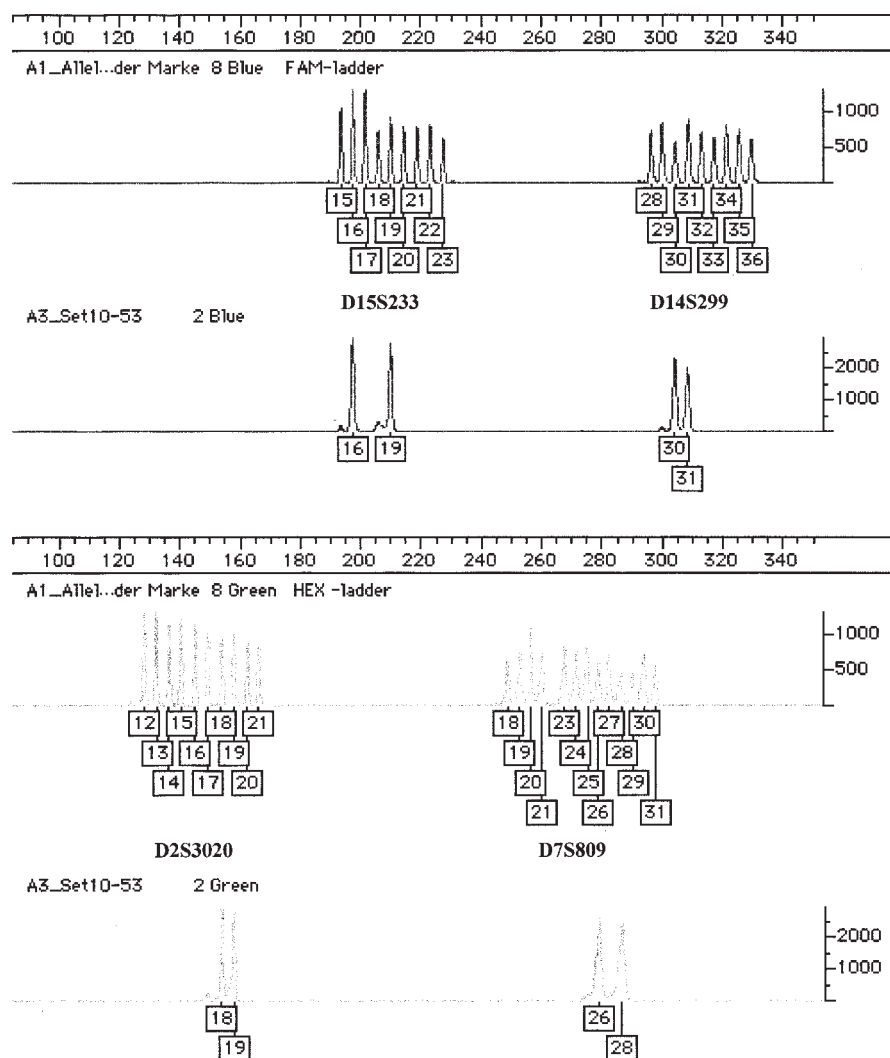 100 120 140 160 180 200 220 240 260 280 300 320 340
A1_Allel...der Marke 8 Blue FAM-ladder
1000
500
15 18 21 28 31 34
16 19 22 29 32 35
17 20 23 30 33 36
D15S233 D14S299
A3_Set10-53 2 Blue
2000
1000
16 19 30
31
100 120 140 160 180 200 220 240 260 280 300 320 340
A1_Allel...der Marke 8 Green HEX -ladder
1000
500
12 15 18 21 18 23 27 30
13 16 19 19 24 28
14 17 20 20 25 29
21 26 31
D2S3020 D7S809
A3_Set10-53 2 Green
2000
1000
18 26
19 28